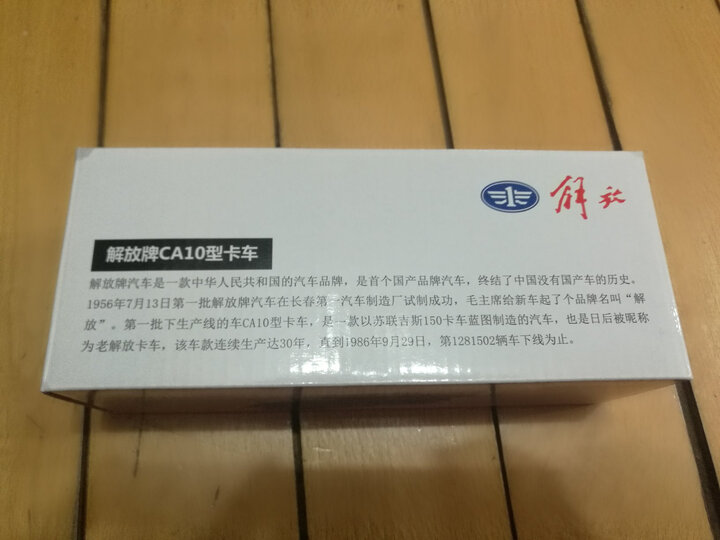 1
解放
解放牌CA10型卡车
解放牌汽车是一款中华人民共和国的汽车品牌，是首个国产品牌汽车，终结了中国没有国产车的历史。
1956年7月13日第一批解放牌汽车在长春第一汽车制造厂试制成功，毛主席给新车起了个品牌名叫“解
放”。第一批下生产线的车CA10型卡车，是一款以苏联吉斯150卡车蓝图制造的汽车，也是日后被昵称
为老解放卡车，该车款连续生产达30年，直到1986年9月29日，第1281502辆车下线为止。